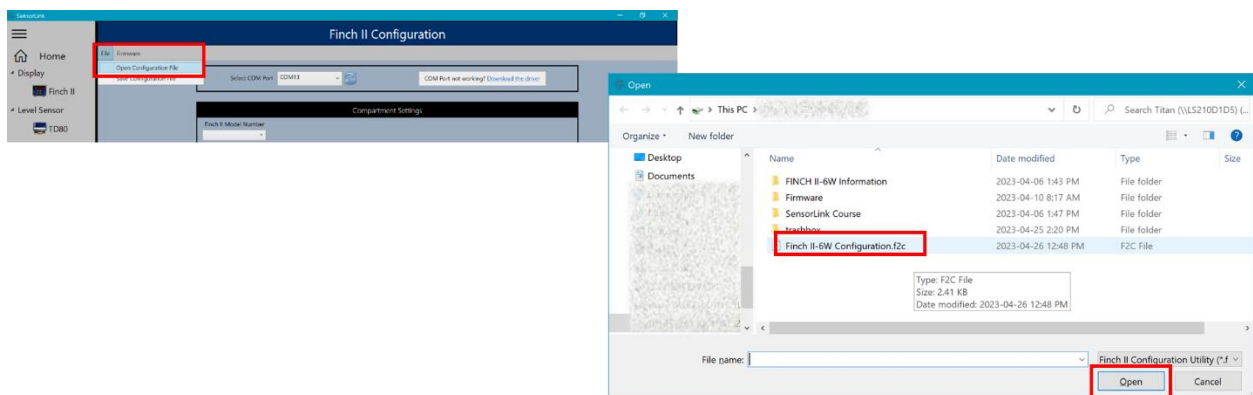 SensorLink
Finch II Configuration
Home
File Firmware
Open Configuration File
Save Configuration File
Display
Finch II
Level Sensor
TD80
Select COM Port COM13
COM Port not working? Download the driver
Compartment Settings
Finch II Model Number
Open
This PC
Search Titan (\\LS210D1D5) (...
Organize New folder
Desktop
Documents
Name Date modified Type Size
FINCH II-6W Information 2023-04-06 1:43 PM File folder
Firmware 2023-04-10 8:17 AM File folder
SensorLink Course 2023-04-06 1:47 PM File folder
trashbox 2023-04-25 2:20 PM File folder
Finch II-6W Configuration.f2c 2023-04-26 12:48 PM F2C File
Type: F2C File
Size: 2.41 KB
Date modified: 2023-04-26 12:48 PM
File name: Finch II Configuration Utility (*.f
Open Cancel